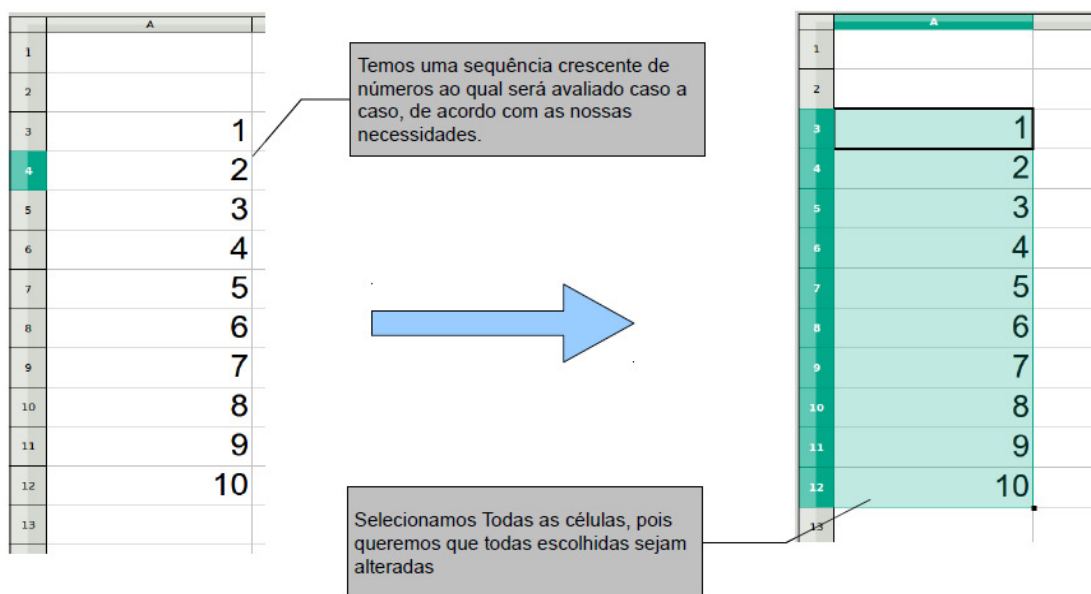 A
1
2
3 1
4 2
5 3
6 4
7 5
8 6
9 7
10 8
11 9
12 10
13
Temos uma sequência crescente de
números ao qual será avaliado caso a
caso, de acordo com as nossas
necessidades.
Selecionamos Todas as células, pois
queremos que todas escolhidas sejam
alteradas
A
1
2
3 1
4 2
5 3
6 4
7 5
8 6
9 7
10 8
11 9
12 10
13